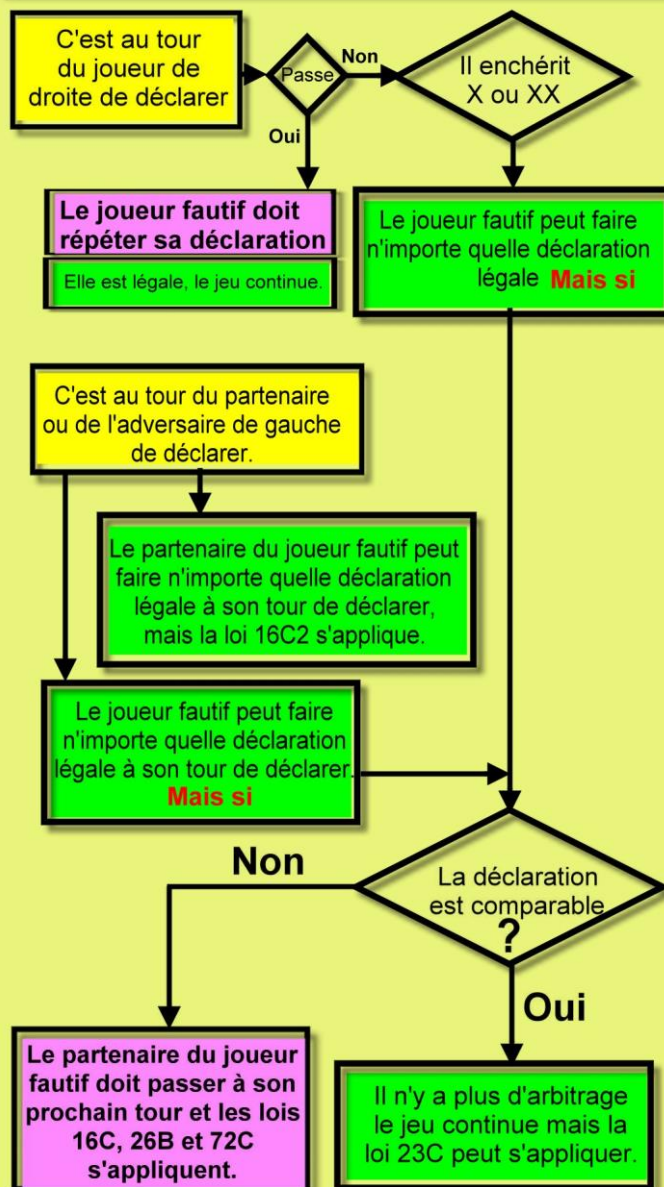 C'est au tour
du joueur de
droite de déclarer
Passe
Non
Il enchérit
X ou XX
Oui
Le joueur fautif doit
répéter sa déclaration
Elle est légale, le jeu continue.
Le joueur fautif peut faire
n'importe quelle déclaration
légale Mais si
C'est au tour du partenaire
ou de l'adversaire de gauche
de déclarer.
Le partenaire du joueur fautif peut
faire n'importe quelle déclaration
légale à son tour de déclarer,
mais la loi 16C2 s'applique.
Le joueur fautif peut faire
n'importe quelle déclaration
légale à son tour de déclarer.
Mais si
Non
La déclaration
est comparable
?
Oui
Le partenaire du joueur
fautif doit passer à son
prochain tour et les lois
16C, 26B et 72C
s'appliquent.
Il n'y a plus d'arbitrage
le jeu continue mais la
loi 23C peut s'appliquer.